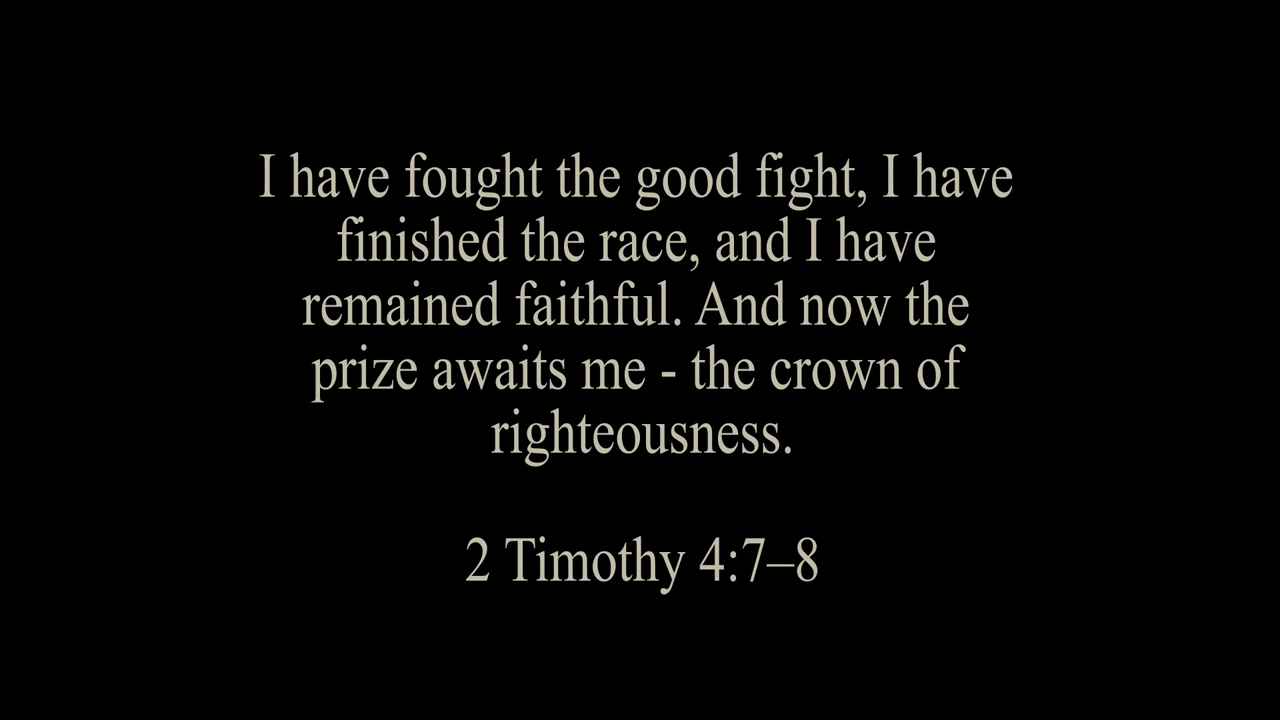 I have fought the good fight, I have
finished the race, and I have
remained faithful. And now the
prize awaits me - the crown of
righteousness.
2 Timothy 4:7–8